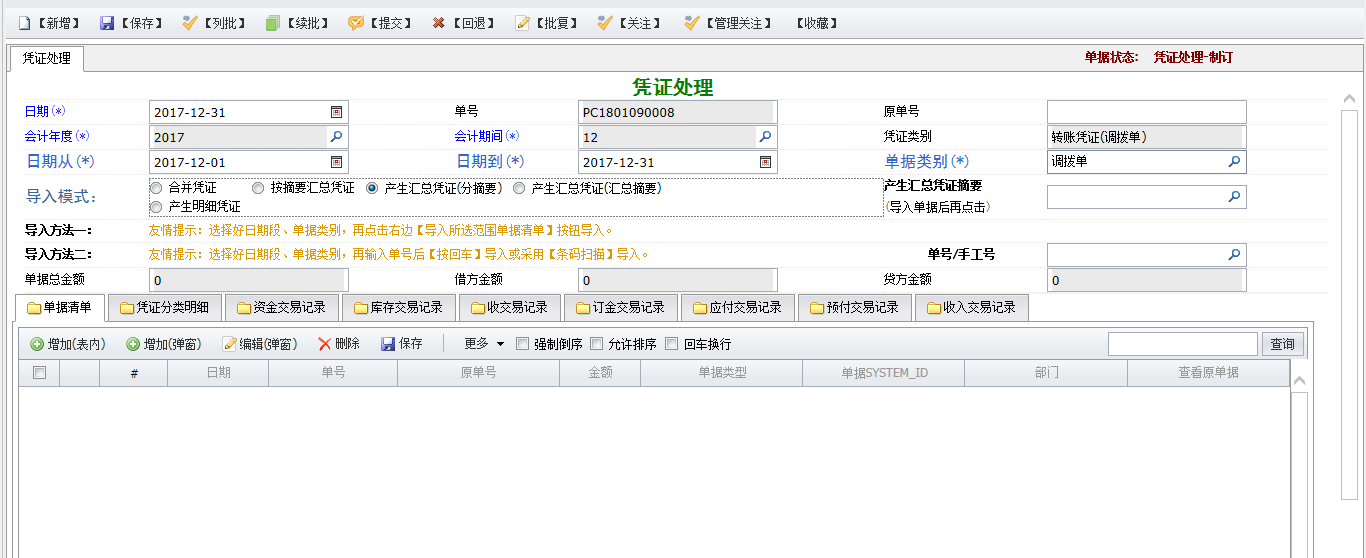 【新增】 【保存】 【列批】 【续批】 【提交】 【回退】 【批复】 【关注】 【管理关注】 【收藏】
凭证处理 单据状态: 凭证处理-制订
凭证处理
日期(*) 2017-12-31 单号 PC1801090008 原单号
会计年度(*) 2017 会计期间(*) 12 凭证类别 转账凭证(调拨单)
日期从(*) 2017-12-01 日期到(*) 2017-12-31 单据类别(*) 调拨单
导入模式: 合并凭证 按摘要汇总凭证 产生汇总凭证(分摘要) 产生汇总凭证(汇总摘要) 产生汇总凭证摘要
产生明细凭证 (导入单据后再点击)
导入方法一: 友情提示: 选择好日期段、单据类别，再点击右边【导入所选范围单据清单】按钮导入。
导入方法二: 友情提示: 选择好日期段、单据类别，再输入单号后【按回车】导入或采用【条码扫描】导入。 单号/手工号
单据总金额 0 借方金额 0 贷方金额 0
单据清单 凭证分类明细 资金交易记录 库存交易记录 收交易记录 订金交易记录 应付交易记录 预付交易记录 收入交易记录
增加(表内) 增加(弹窗) 编辑(弹窗) 删除 保存 更多 强制倒序 允许排序 回车换行 查询
# 日期 单号 原单号 金额 单据类型 单据SYSTEM_ID 部门 查看原单据